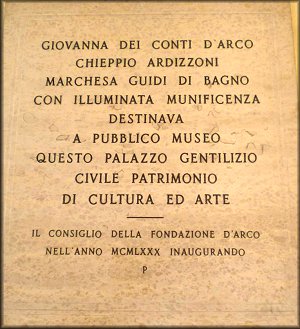 GIOVANNA DEI CONTI D'ARCO
CHIEPPIO ARDIZZONI
MARCHESA GUIDI DI BAGNO
CON ILLUMINATA MUNIFICENZA
DESTINAVA
A PUBBLICO MUSEO
QUESTO PALAZZO GENTILIZIO
CIVILE PATRIMONIO
DI CULTURA ED ARTE
IL CONSIGLIO DELLA FONDAZIONE D'ARCO
NELL'ANNO MCMLXXX INAUGURANDO
P